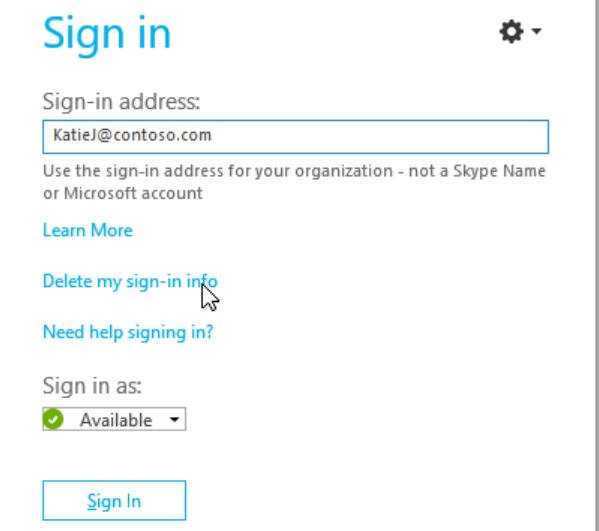 Sign in
Sign-in address:
KatieJ@contoso.com
Use the sign-in address for your organization - not a Skype Name
or Microsoft account
Learn More
Delete my sign-in info
Need help signing in?
Sign in as:
Available
Sign In